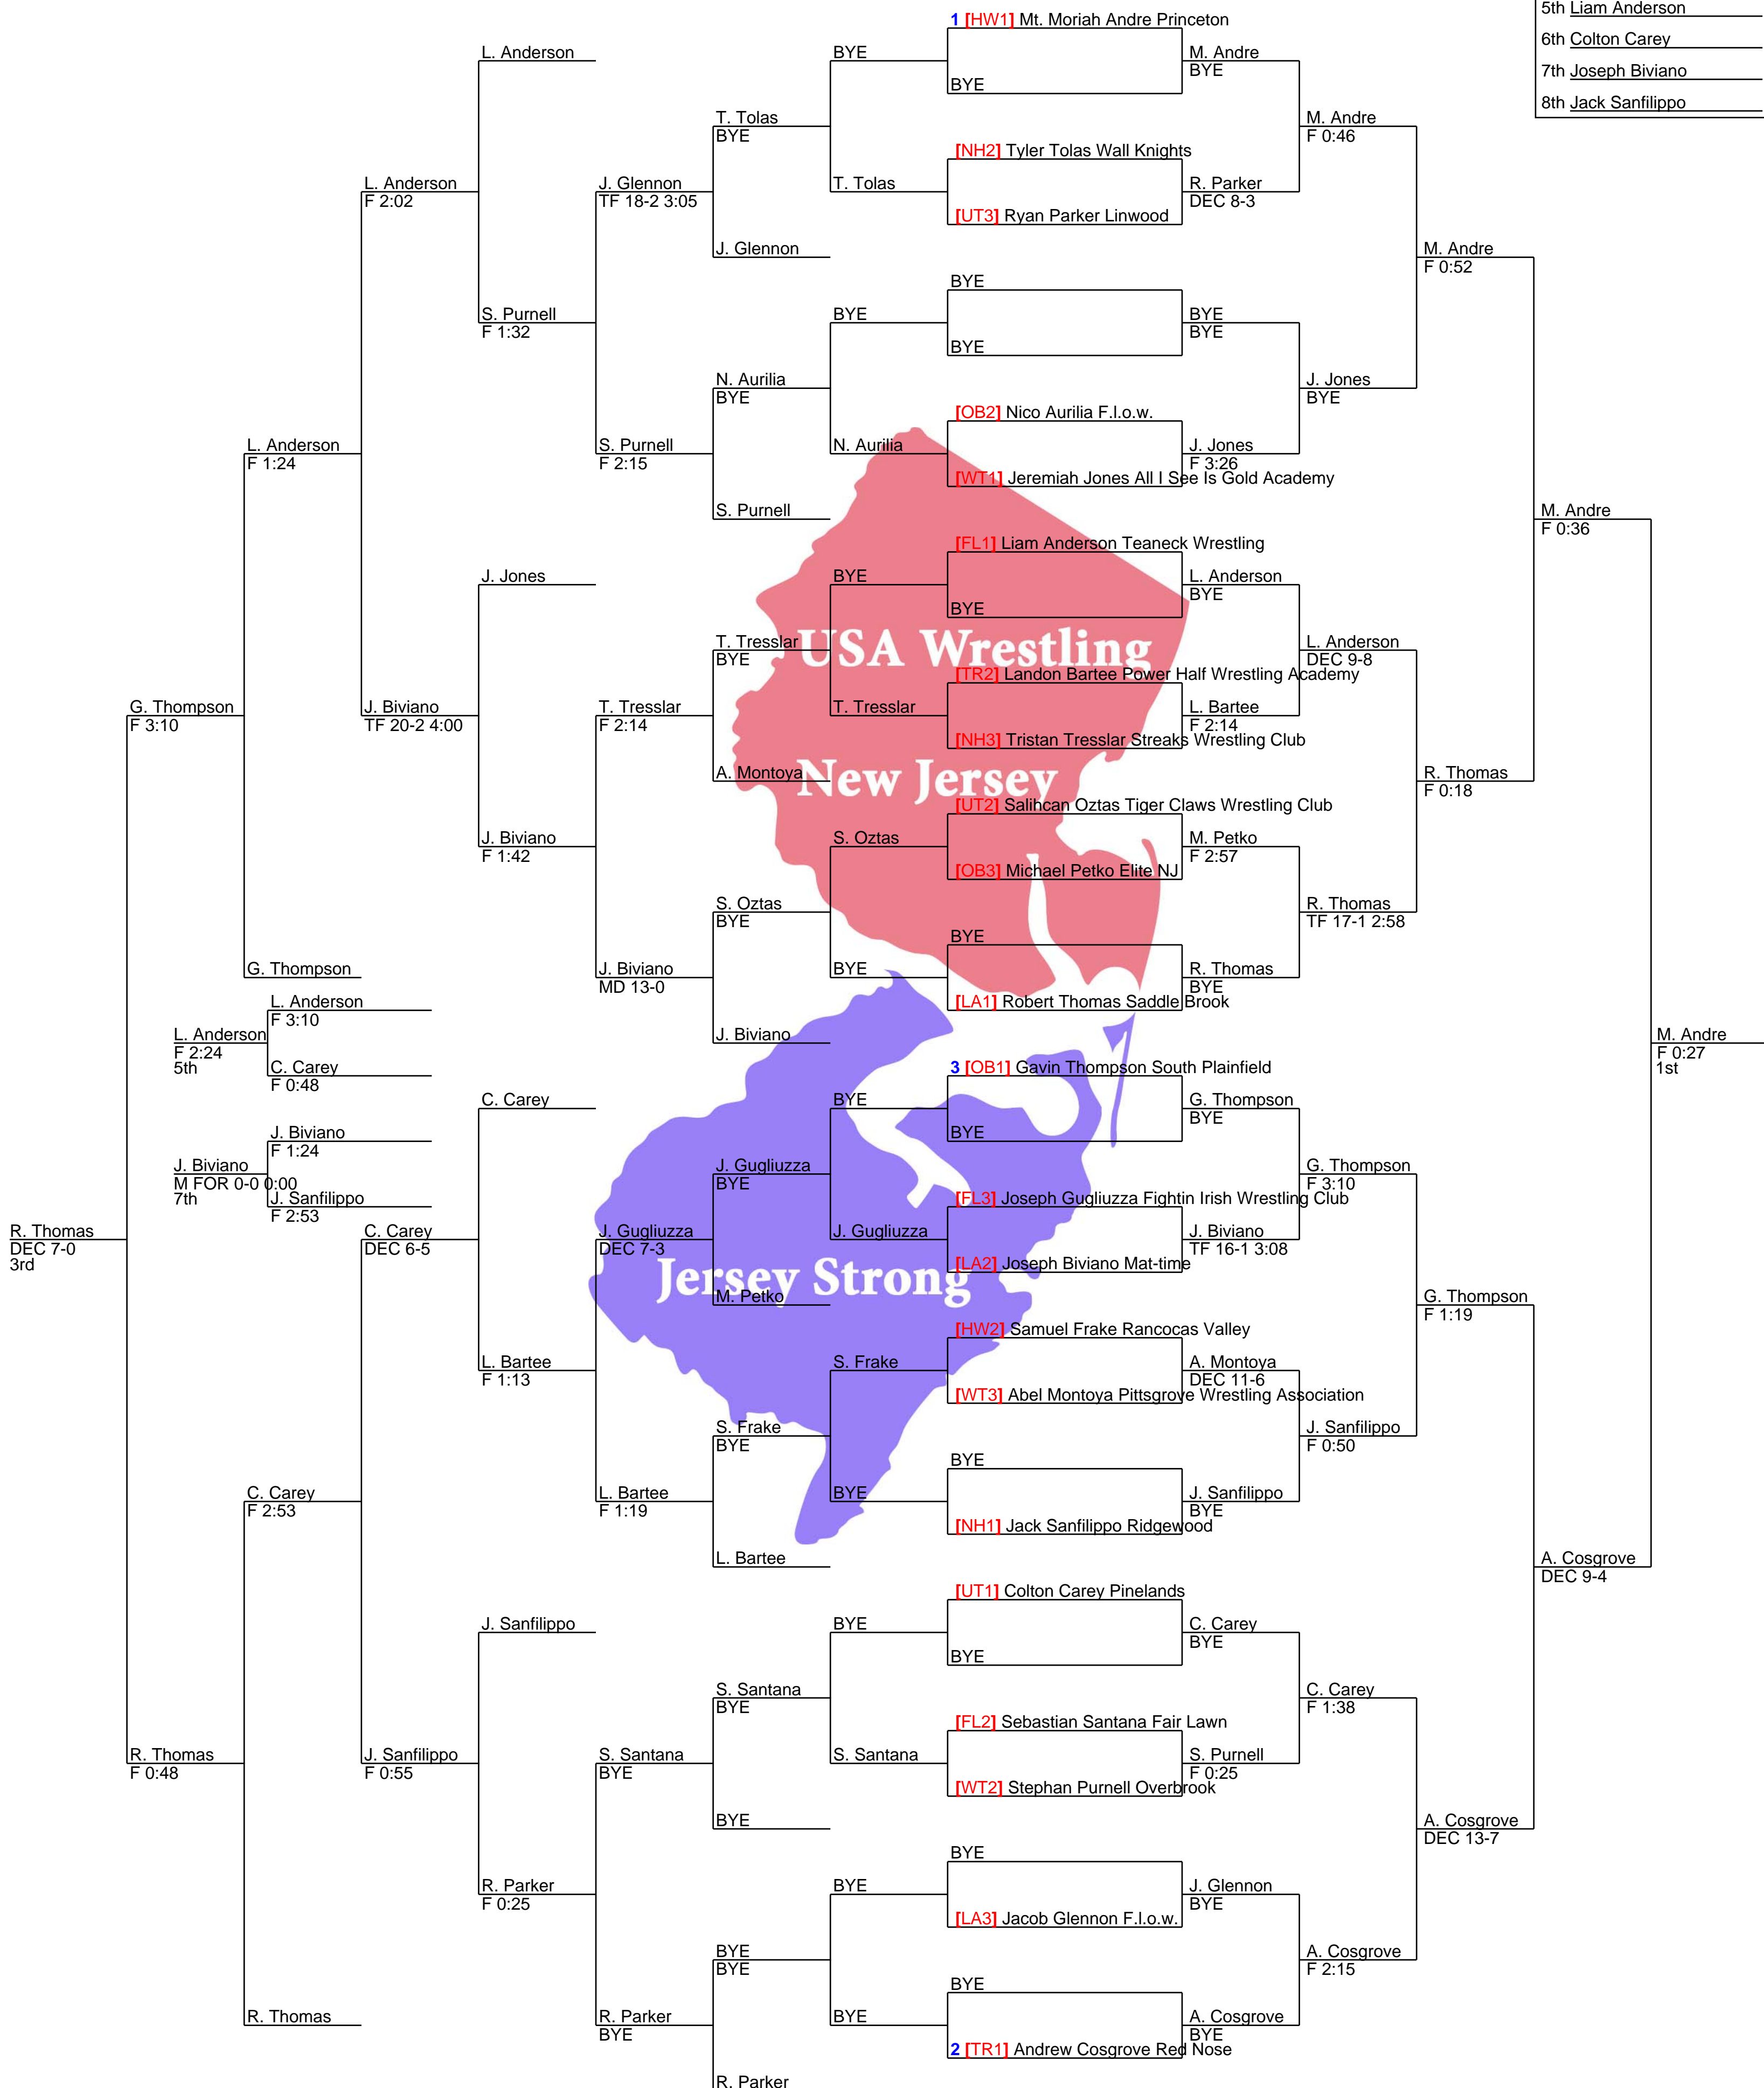 5th Liam Anderson
6th Colton Carey
7th Joseph Biviano
8th Jack Sanfilippo
1 [HW1] Mt. Moriah Andre Princeton
BYE
[NH2] Tyler Tolas Wall Knights
[UT3] Ryan Parker Linwood
BYE
BYE
[OB2] Nico Aurilia F.l.o.w.
[WT1] Jeremiah Jones All I See Is Gold Academy
[FL1] Liam Anderson Teaneck Wrestling
BYE
[TR2] Landon Bartee Power Half Wrestling Academy
[NH3] Tristan Tresslar Streaks Wrestling Club
[UT2] Salihcan Oztas Tiger Claws Wrestling Club
[OB3] Michael Petko Elite NJ
BYE
[LA1] Robert Thomas Saddle Brook
3 [OB1] Gavin Thompson South Plainfield
BYE
[FL3] Joseph Gugliuzza Fightin Irish Wrestling Club
[LA2] Joseph Biviano Mat-time
[HW2] Samuel Frake Rancocas Valley
[WT3] Abel Montoya Pittsgrove Wrestling Association
BYE
[NH1] Jack Sanfilippo Ridgewood
[UT1] Colton Carey Pinelands
BYE
[FL2] Sebastian Santana Fair Lawn
[WT2] Stephan Purnell Overbrook
BYE
[LA3] Jacob Glennon F.l.o.w.
BYE
2 [TR1] Andrew Cosgrove Red Nose
M. Andre
BYE
R. Parker
DEC 8-3
BYE
BYE
J. Jones
F 3:26
L. Anderson
BYE
L. Bartee
F 2:14
M. Petko
F 2:57
R. Thomas
BYE
G. Thompson
BYE
J. Biviano
TF 16-1 3:08
A. Montoya
DEC 11-6
J. Sanfilippo
BYE
C. Carey
BYE
S. Purnell
F 0:25
J. Glennon
BYE
A. Cosgrove
BYE
M. Andre
F 0:46
J. Jones
BYE
L. Anderson
DEC 9-8
R. Thomas
TF 17-1 2:58
G. Thompson
F 3:10
J. Sanfilippo
F 0:50
C. Carey
F 1:38
A. Cosgrove
F 2:15
M. Andre
F 0:52
R. Thomas
F 0:18
G. Thompson
F 1:19
A. Cosgrove
DEC 13-7
M. Andre
F 0:36
A. Cosgrove
DEC 9-4
M. Andre
F 0:27
1st
BYE
T. Tolas
BYE
N. Aurilia
BYE
T. Tresslar
S. Oztas
BYE
BYE
J. Gugliuzza
S. Frake
BYE
BYE
S. Santana
BYE
BYE
T. Tolas
BYE
J. Glennon
N. Aurilia
BYE
S. Purnell
T. Tresslar
BYE
A. Montoya
S. Oztas
BYE
J. Biviano
J. Gugliuzza
BYE
M. Petko
S. Frake
BYE
L. Bartee
S. Santana
BYE
BYE
BYE
BYE
R. Parker
J. Glennon
TF 18-2 3:05
S. Purnell
F 2:15
T. Tresslar
F 2:14
J. Biviano
MD 13-0
J. Gugliuzza
DEC 7-3
L. Bartee
F 1:19
S. Santana
BYE
R. Parker
BYE
L. Anderson
S. Purnell
F 1:32
J. Jones
J. Biviano
F 1:42
C. Carey
L. Bartee
F 1:13
J. Sanfilippo
R. Parker
F 0:25
L. Anderson
F 2:02
J. Biviano
TF 20-2 4:00
C. Carey
DEC 6-5
J. Sanfilippo
F 0:55
L. Anderson
F 1:24
G. Thompson
C. Carey
F 2:53
R. Thomas
G. Thompson
F 3:10
R. Thomas
F 0:48
R. Thomas
DEC 7-0
3rd
L. Anderson
F 3:10
C. Carey
F 0:48
L. Anderson
F 2:24
5th
J. Biviano
F 1:24
J. Sanfilippo
F 2:53
J. Biviano
M FOR 0-0 0:00
7th
USA Wrestling
New Jersey
Jersey Strong